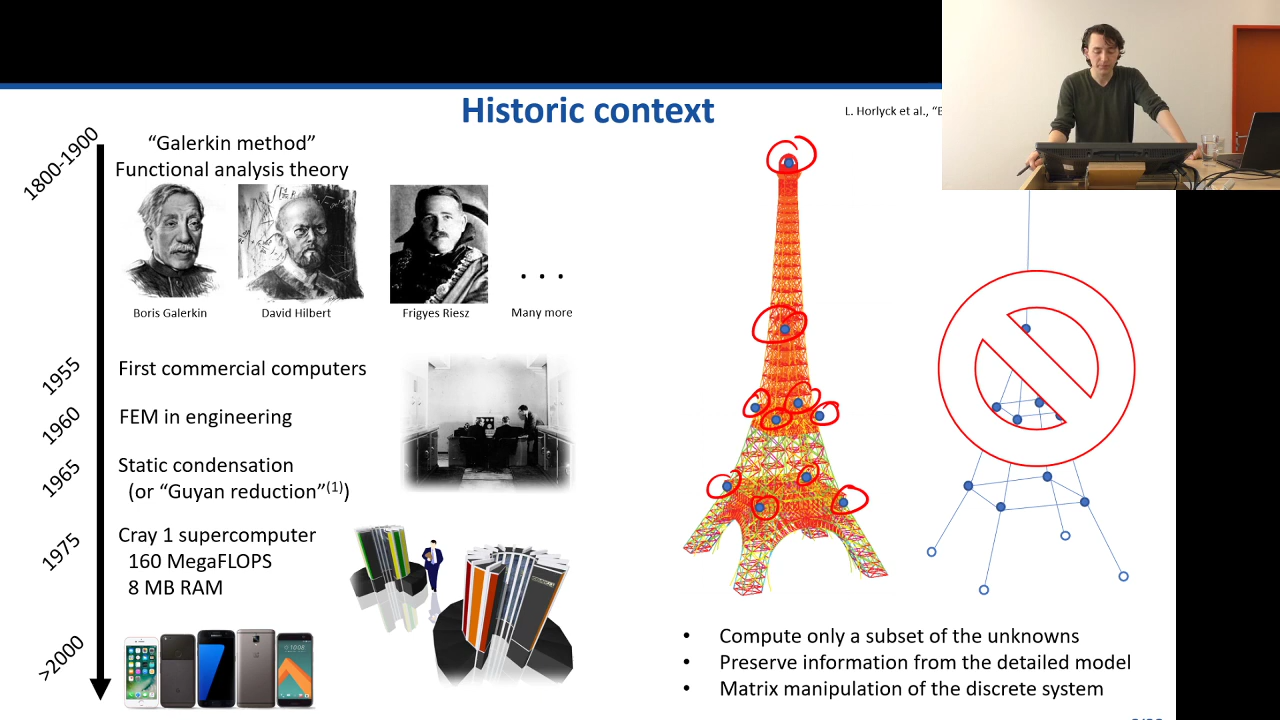 Historic context
L. Horlyck et al., “
1800-1900
“Galerkin method”
Functional analysis theory
Boris Galerkin
David Hilbert
Frigyes Riesz
. . .
Many more
1955
First commercial computers
1960
FEM in engineering
1965
Static condensation
(or “Guyan reduction”(1))
1975
Cray 1 supercomputer
160 MegaFLOPS
8 MB RAM
>2000
• Compute only a subset of the unknowns
• Preserve information from the detailed model
• Matrix manipulation of the discrete system